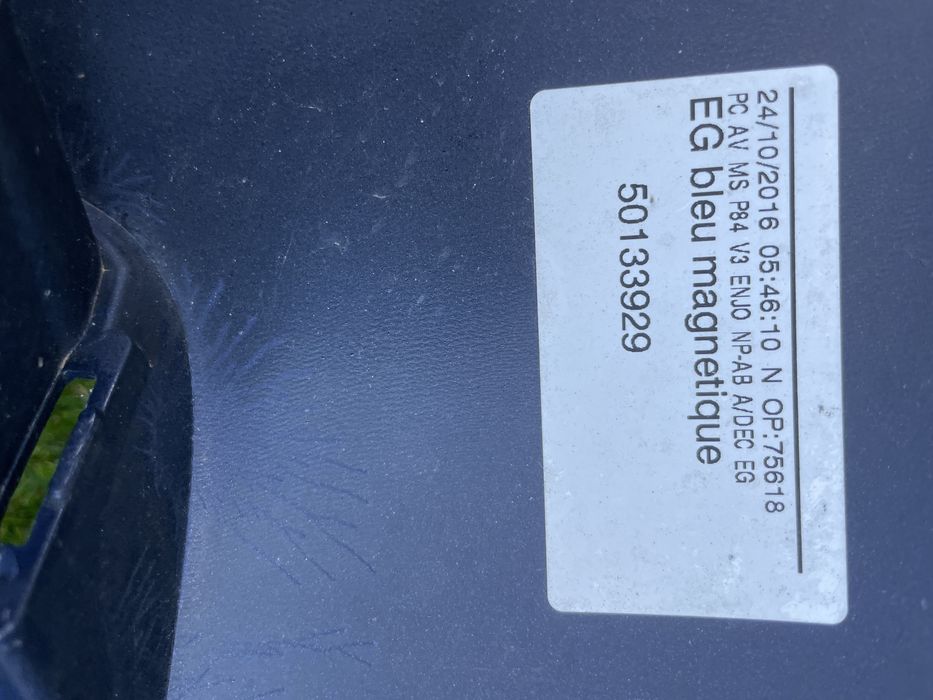 24/10/2016 05:46:10 N OP:75618
PC AV MS P84 V3 ENJO NP-AB A/DEC EG
EG bleu magnetique
50133929